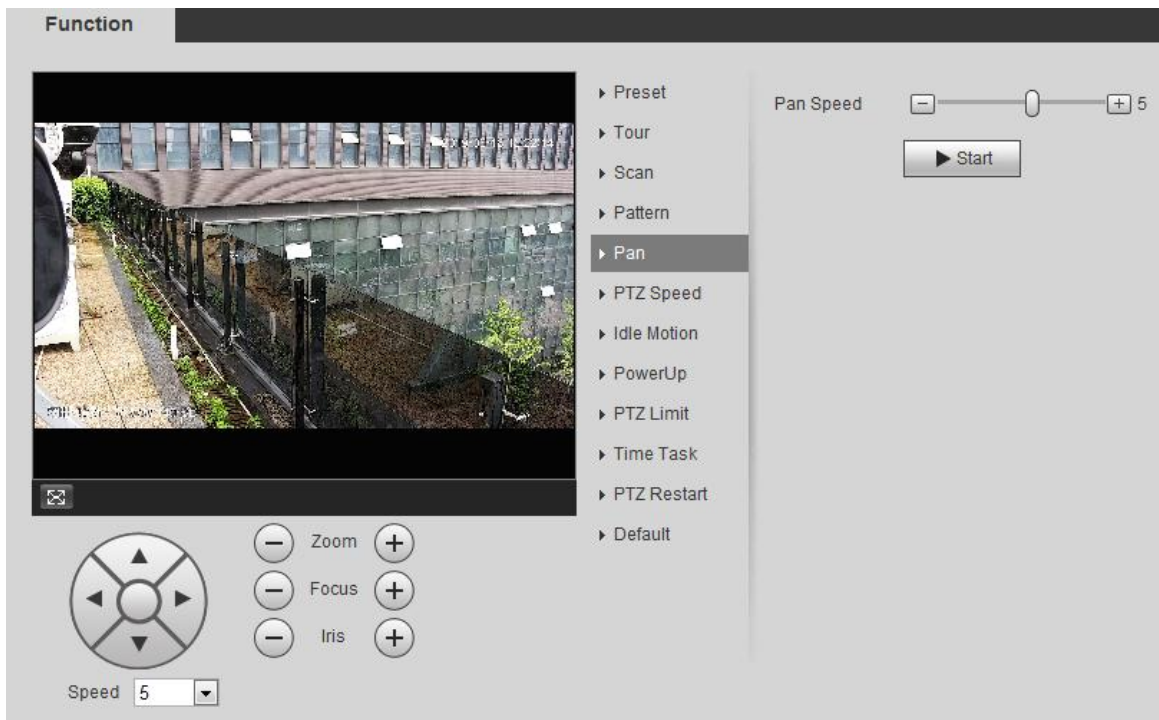 Function
Preset
Tour
Scan
Pattern
Pan
PTZ Speed
Idle Motion
PowerUp
PTZ Limit
Time Task
PTZ Restart
Default
Pan Speed
5
Start
Zoom
Focus
Iris
Speed 5